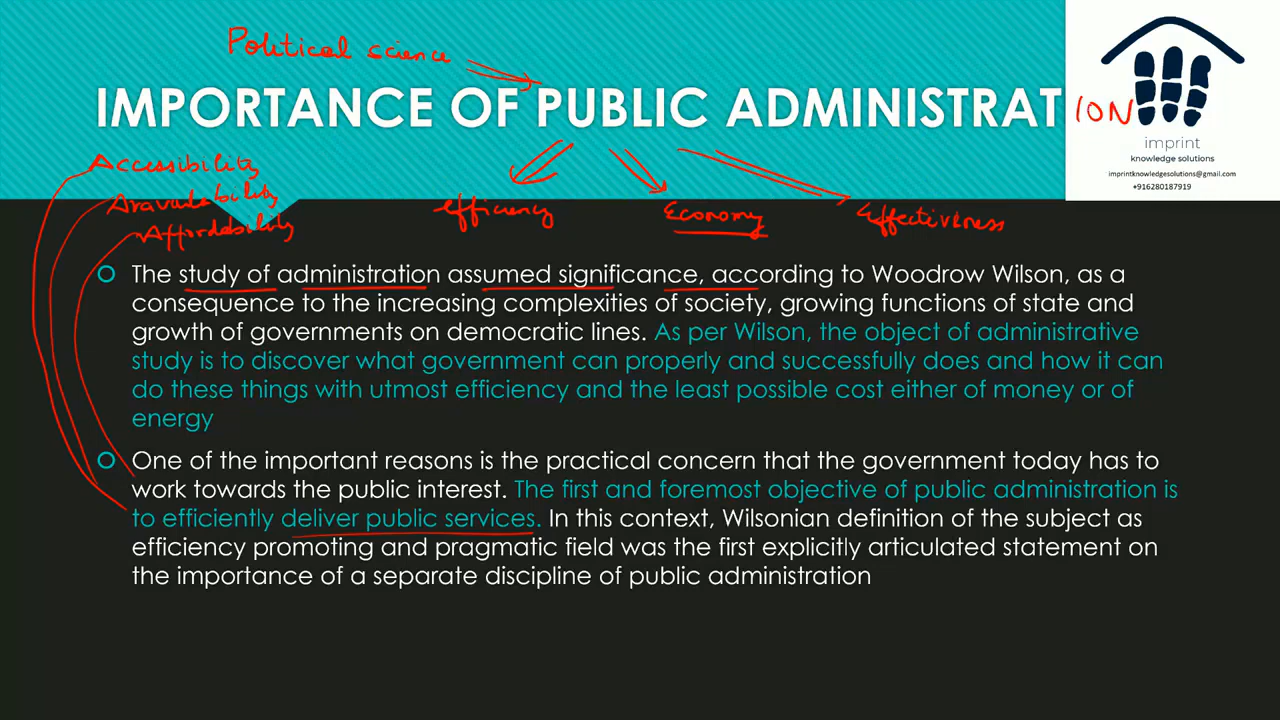 Political science
IMPORTANCE OF PUBLIC ADMINISTRATION
imprint
knowledge solutions
imprintknowledgesolutions@gmail.com
+916280187919
Accessibility
Aravailability
Affordability
efficiency
Economy
Effectiveness
The study of administration assumed significance, according to Woodrow Wilson, as a
consequence to the increasing complexities of society, growing functions of state and
growth of governments on democratic lines. As per Wilson, the object of administrative
study is to discover what government can properly and successfully does and how it can
do these things with utmost efficiency and the least possible cost either of money or of
energy
One of the important reasons is the practical concern that the government today has to
work towards the public interest. The first and foremost objective of public administration is
to efficiently deliver public services. In this context, Wilsonian definition of the subject as
efficiency promoting and pragmatic field was the first explicitly articulated statement on
the importance of a separate discipline of public administration